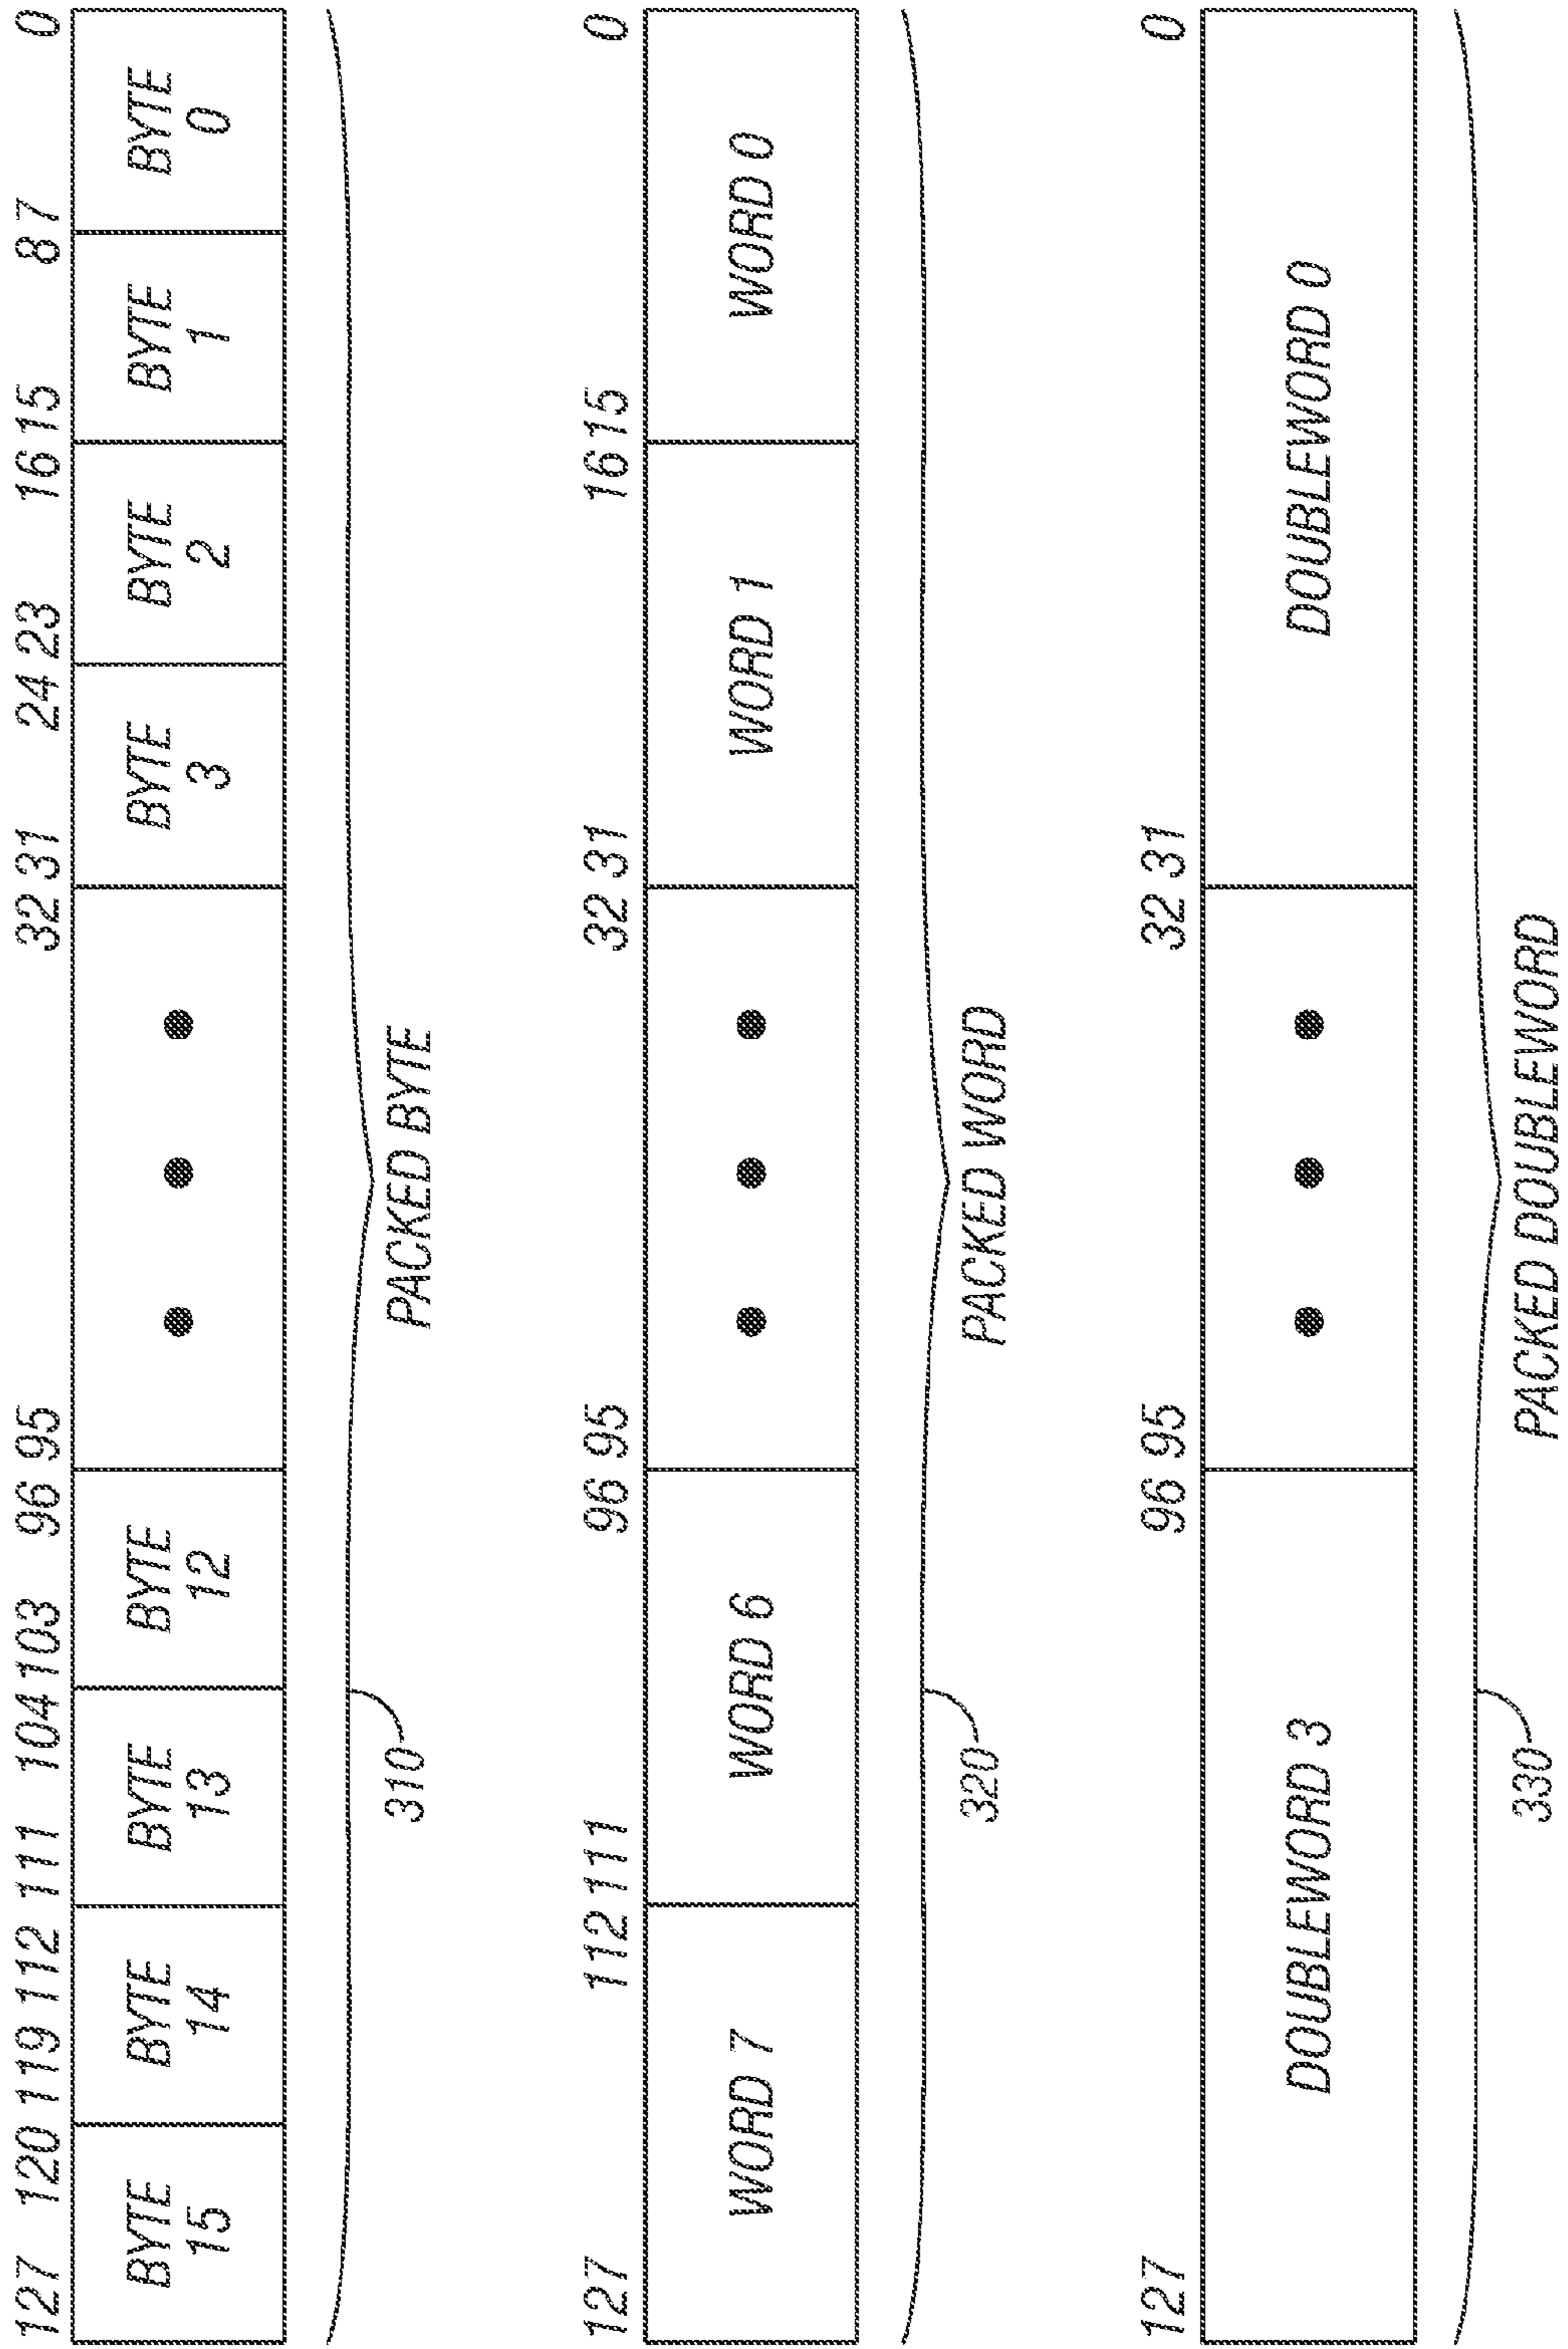 127 120 119 112 111 104 103 96 95 32 31 24 23 16 15 8 7 0
BYTE BYTE BYTE BYTE BYTE BYTE BYTE BYTE
15 14 13 12 3 2 1 0
310
PACKED BYTE
127 112 111 96 95 32 31 16 15 0
WORD 7 WORD 6 WORD 1 WORD 0
320
PACKED WORD
127 96 95 32 31 0
DOUBLEWORD 3 DOUBLEWORD 0
330
PACKED DOUBLEWORD